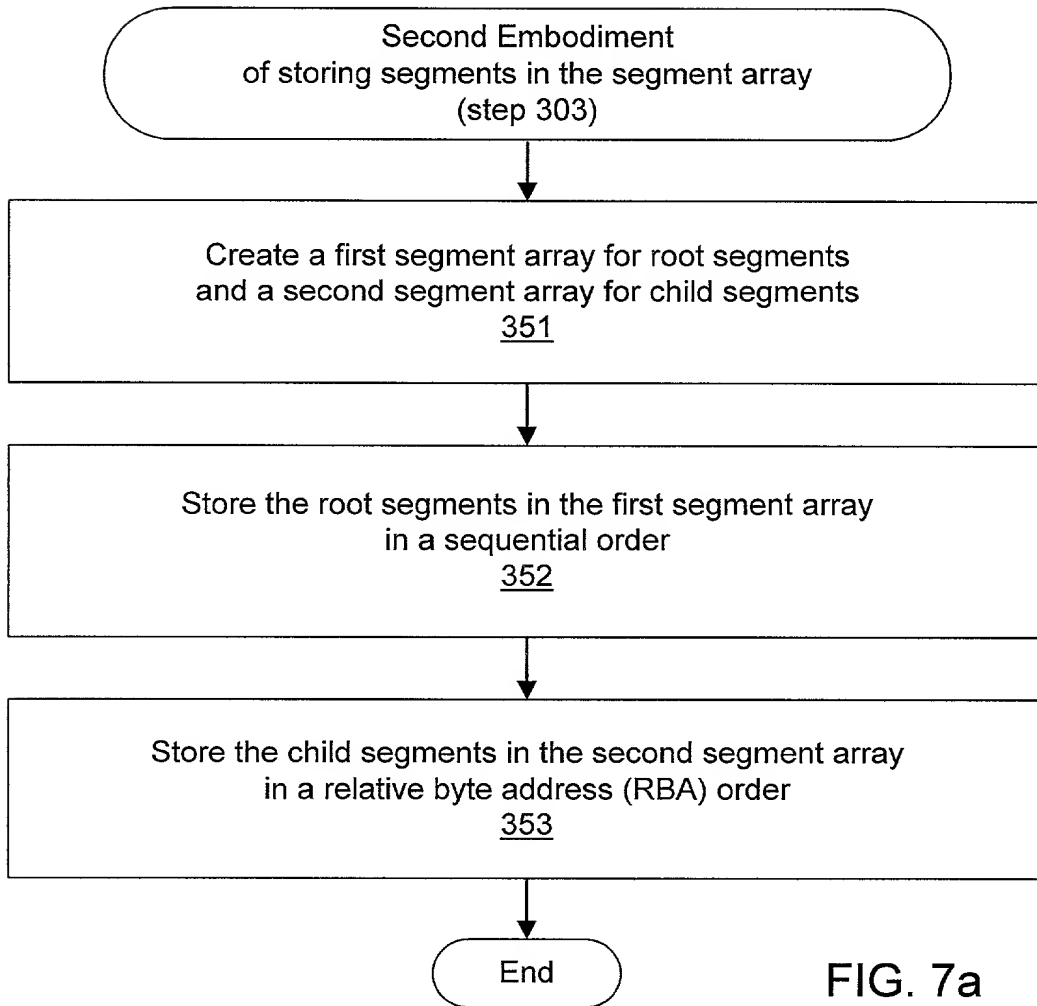 Second Embodiment
of storing segments in the segment array
(step 303)
Create a first segment array for root segments
and a second segment array for child segments
351
Store the root segments in the first segment array
in a sequential order
352
Store the child segments in the second segment array
in a relative byte address (RBA) order
353
End
FIG. 7a